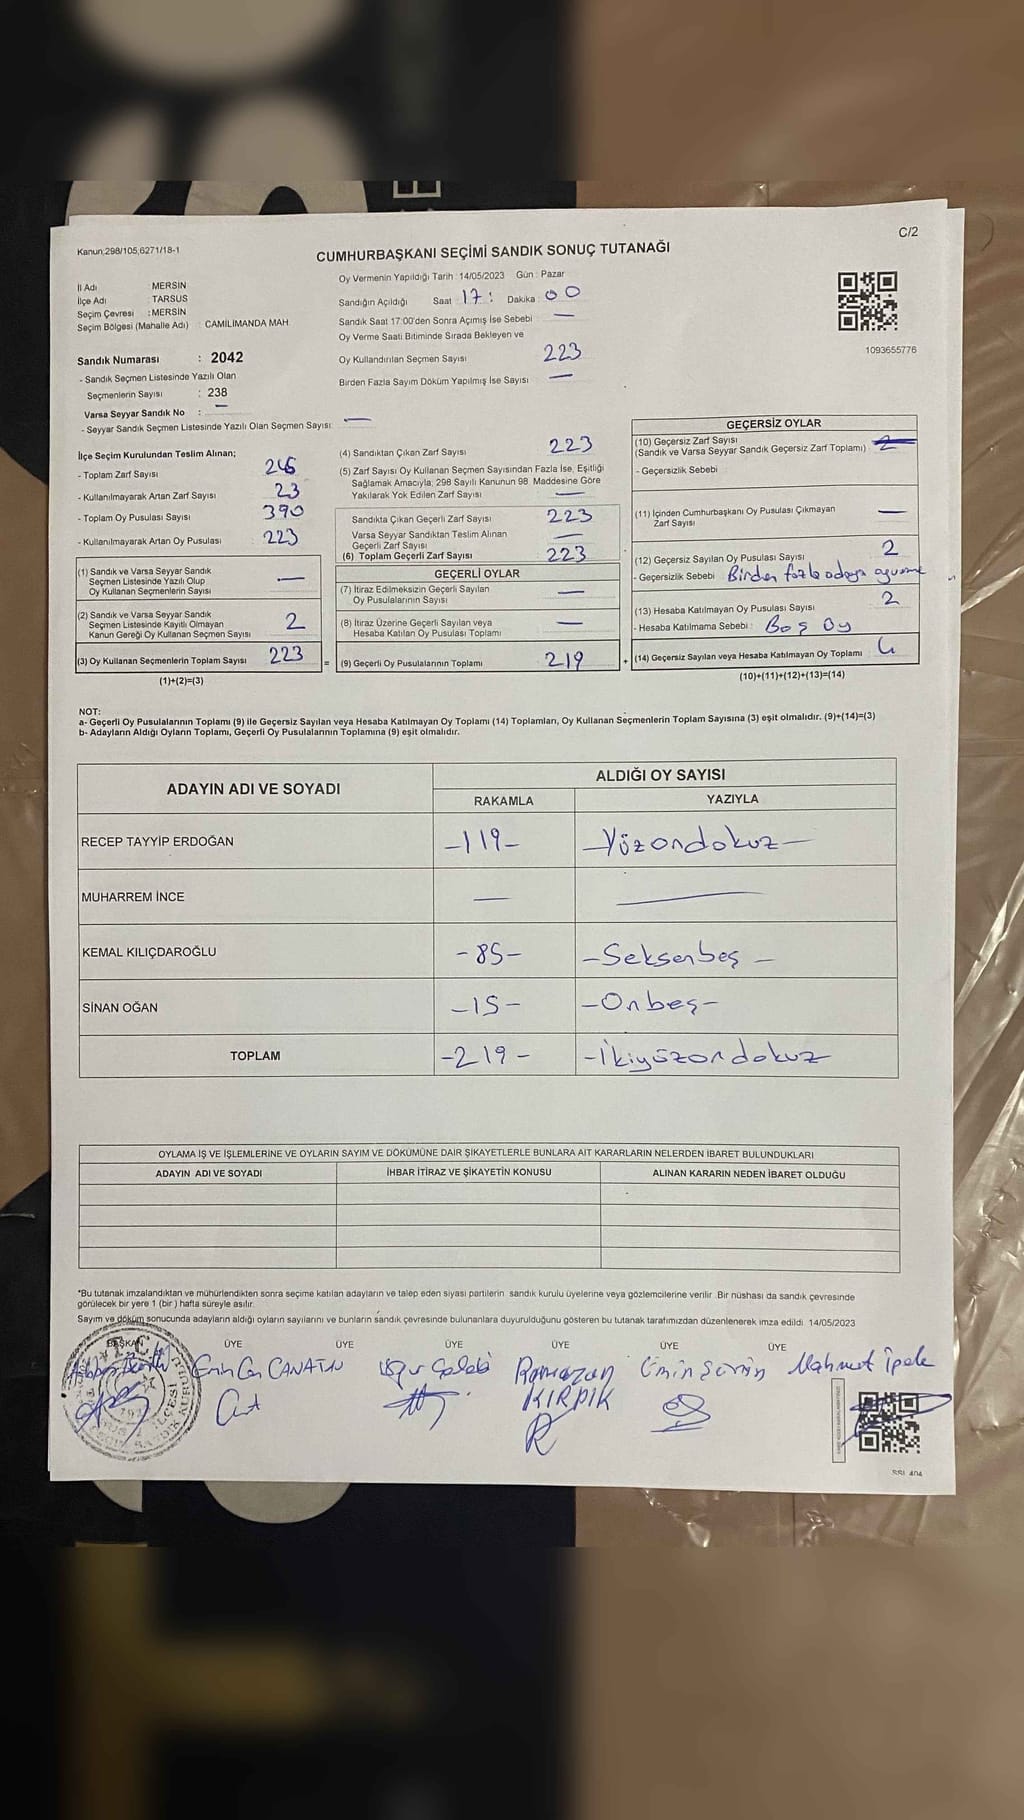 C/2
Kanun;298/105,6271/18-1
CUMHURBAŞKANI SEÇİMİ SANDIK SONUÇ TUTANAĞI
İl Adı : MERSIN
İlçe Adı : TARSUS
Seçim Çevresi : MERSIN
Seçim Bölgesi (Mahalle Adı) : CAMİLİMANDA MAH.
Sandık Numarası : 2042
- Sandık Seçmen Listesinde Yazılı Olan
Seçmenlerin Sayısı : 238
Varsa Seyyar Sandık No : —
- Seyyar Sandık Seçmen Listesinde Yazılı Olan Seçmen Sayısı: —
Oy Vermenin Yapıldığı Tarih : 14/05/2023 Gün : Pazar
Sandığın Açıldığı Saat 17: Dakika : 00
Sandık Saat 17:00'den Sonra Açımış İse Sebebi —
Oy Verme Saati Bitiminde Sırada Bekleyen ve
Oy Kullandırılan Seçmen Sayısı 223
Birden Fazla Sayım Döküm Yapılmış İse Sayısı —
1093655776
İlçe Seçim Kurulundan Teslim Alınan;
- Toplam Zarf Sayısı 246
- Kullanılmayarak Artan Zarf Sayısı 23
- Toplam Oy Pusulası Sayısı 390
- Kullanılmayarak Artan Oy Pusulası 223
(1) Sandık ve Varsa Seyyar Sandık
Seçmen Listesinde Yazılı Olup
Oy Kullanan Seçmenlerin Sayısı —
(2) Sandık ve Varsa Seyyar Sandık
Seçmen Listesinde Kayıtlı Olmayan
Kanun Gereği Oy Kullanan Seçmen Sayısı 2
(3) Oy Kullanan Seçmenlerin Toplam Sayısı 223
(1)+(2)=(3)
(4) Sandıktan Çıkan Zarf Sayısı 223
(5) Zarf Sayısı Oy Kullanan Seçmen Sayısından Fazla İse, Eşitliği
Sağlamak Amacıyla, 298 Sayılı Kanunun 98. Maddesine Göre
Yakılarak Yok Edilen Zarf Sayısı —
Sandıkta Çıkan Geçerli Zarf Sayısı 223
Varsa Seyyar Sandıktan Teslim Alınan
Geçerli Zarf Sayısı —
(6) Toplam Geçerli Zarf Sayısı 223
GEÇERLİ OYLAR
(7) İtiraz Edilmeksizin Geçerli Sayılan
Oy Pusulalarının Sayısı —
(8) İtiraz Üzerine Geçerli Sayılan veya
Hesaba Katılan Oy Pusulası Toplamı —
= (9) Geçerli Oy Pusulalarının Toplamı 219 +
GEÇERSİZ OYLAR
(10) Geçersiz Zarf Sayısı
(Sandık ve Varsa Seyyar Sandık Geçersiz Zarf Toplamı)
- Geçersizlik Sebebi :
(11) İçinden Cumhurbaşkanı Oy Pusulası Çıkmayan
Zarf Sayısı —
(12) Geçersiz Sayılan Oy Pusulası Sayısı 2
- Geçersizlik Sebebi : Birden fazla adaya
(13) Hesaba Katılmayan Oy Pusulası Sayısı 2
- Hesaba Katılmama Sebebi : Boş Oy
(14) Geçersiz Sayılan veya Hesaba Katılmayan Oy Toplamı 4
(10)+(11)+(12)+(13)=(14)
NOT:
a- Geçerli Oy Pusulalarının Toplamı (9) ile Geçersiz Sayılan veya Hesaba Katılmayan Oy Toplamı (14) Toplamları, Oy Kullanan Seçmenlerin Toplam Sayısına (3) eşit olmalıdır. (9)+(14)=(3)
b- Adayların Aldığı Oyların Toplamı, Geçerli Oy Pusulalarının Toplamına (9) eşit olmalıdır.
ADAYIN ADI VE SOYADI
ALDIĞI OY SAYISI
RAKAMLA YAZIYLA
RECEP TAYYİP ERDOĞAN -119- -Yüzondokuz-
MUHARREM İNCE — —
KEMAL KILIÇDAROĞLU -85- -Seksenbeş-
SİNAN OĞAN -15- -Onbeş-
TOPLAM -219- -İkiyüzondokuz
OYLAMA İŞ VE İŞLEMLERİNE VE OYLARIN SAYIM VE DÖKÜMÜNE DAİR ŞİKAYETLERLE BUNLARA AİT KARARLARIN NELERDEN İBARET BULUNDUKLARI
ADAYIN ADI VE SOYADI İHBAR İTİRAZ VE ŞİKAYETİN KONUSU ALINAN KARARIN NEDEN İBARET OLDUĞU
*Bu tutanak imzalandıktan ve mühürlendikten sonra seçime katılan adayların ve talep eden siyasi partilerin sandık kurulu üyelerine veya gözlemcilerine verilir. Bir nüshası da sandık çevresinde
görülecek bir yere 1 (bir) hafta süreyle asılır.
Sayım ve döküm sonucunda adayların aldığı oyların sayılarını ve bunların sandık çevresinde bulunanlara duyurulduğunu gösteren bu tutanak tarafımızdan düzenlenerek imza edildi. 14/05/2023
BAŞKAN ÜYE ÜYE ÜYE ÜYE ÜYE ÜYE
CANATAN Uğur Ramazan Mahmut İpek
KIRPIK
T.C.
SSI 404